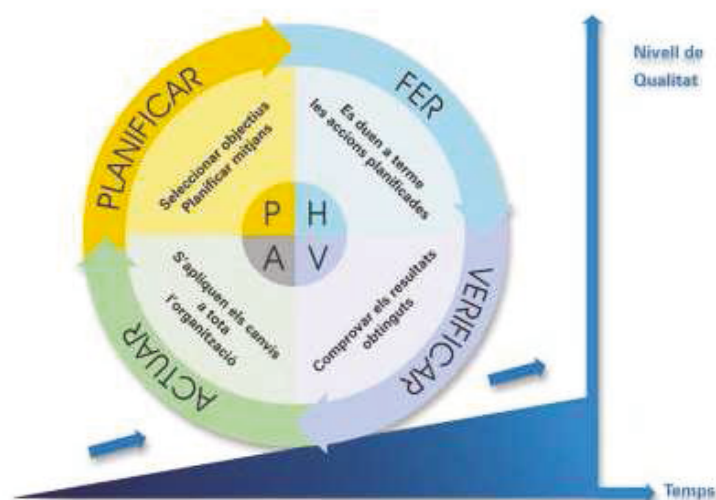 PLANIFICAR
FER
VERIFICAR
ACTUAR
Seleccionar objectius
Planificar mitjans
Es duen a terme
les accions planificades
P H
A V
S'apliquen els canvis
a tota
l'organització
Comprovar els resultats
obtinguts
Nivell de
Qualitat
Temps